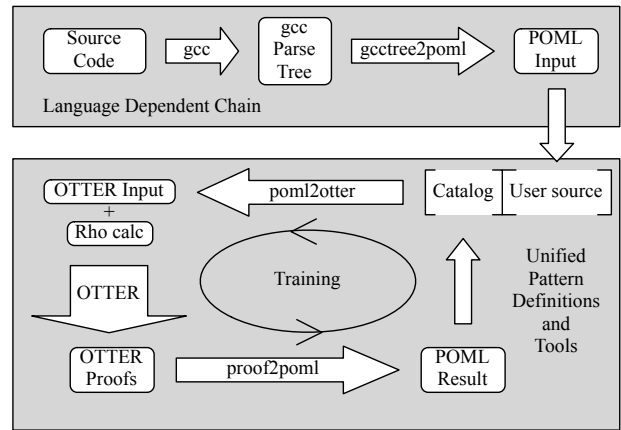 Source
Code
gcc
gcc
Parse
Tree
gcctree2poml
POML
Input
Language Dependent Chain
OTTER Input
+
Rho calc
poml2otter
Catalog
User source
Training
Unified
Pattern
Definitions
and
Tools
OTTER
OTTER
Proofs
proof2poml
POML
Result